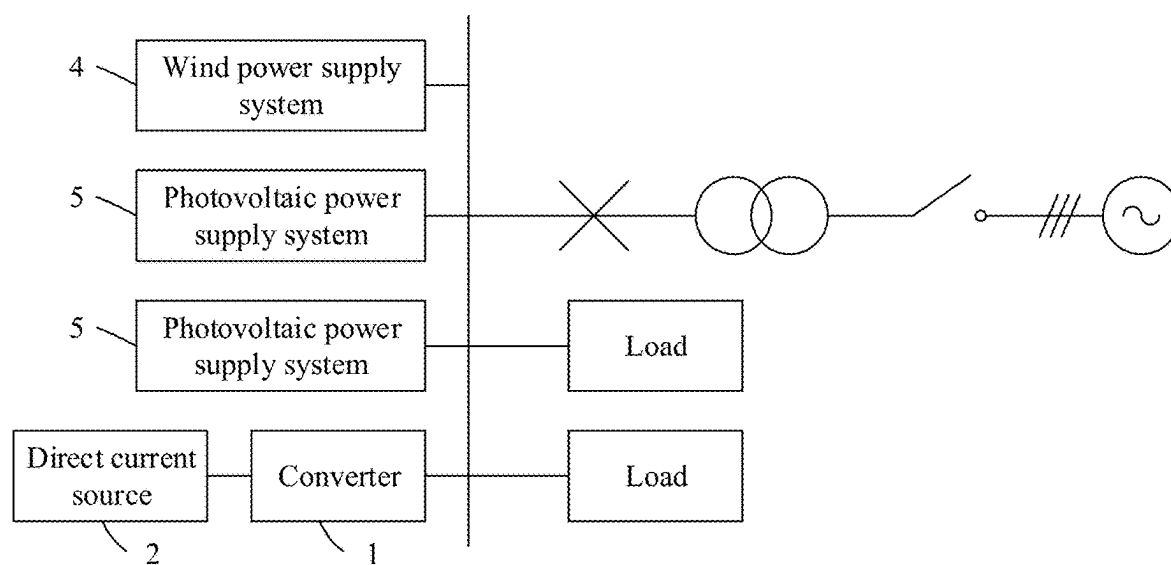 4
Wind power supply
system
5
Photovoltaic power
supply system
5
Photovoltaic power
supply system
Load
Direct current
source
Converter
Load
2
1